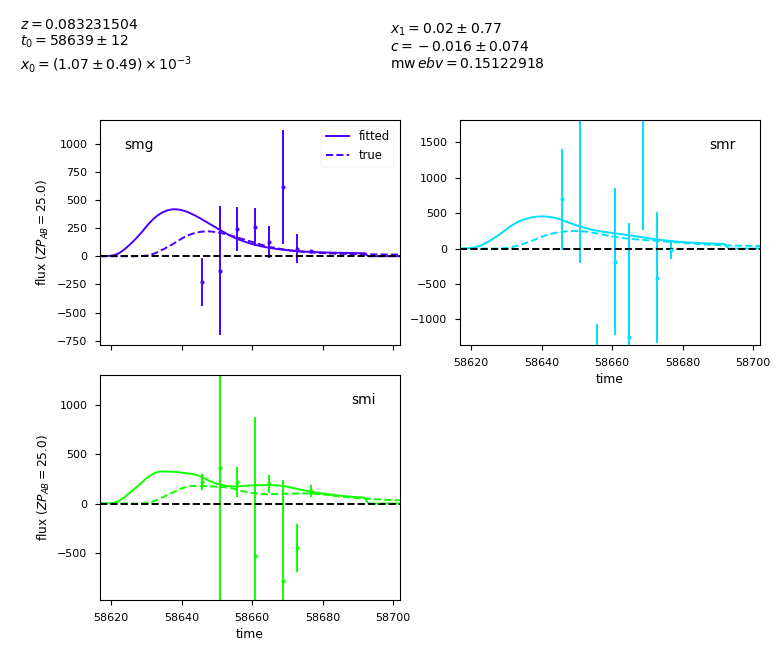 z = 0.083231504
t₀ = 58639 ± 12
x₀ = (1.07 ± 0.49) × 10⁻³
x₁ = 0.02 ± 0.77
c = −0.016 ± 0.074
mw ebv = 0.15122918
smg
fitted
true
1000
750
500
250
0
−250
−500
−750
flux (ZP_AB = 25.0)
smr
1500
1000
500
0
−500
−1000
58620 58640 58660 58680 58700
time
smi
1000
500
0
−500
flux (ZP_AB = 25.0)
58620 58640 58660 58680 58700
time